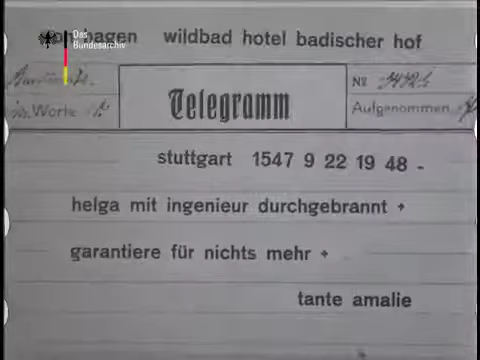 Das
Bundesarchiv
wildbad hotel badischer hof
Telegramm
№
Worte
Aufgenommen
stuttgart 1547 9 22 19 48 -
helga mit ingenieur durchgebrannt +
garantiere für nichts mehr +
tante amalie